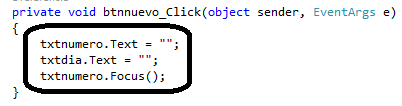 private void btnnuevo_Click(object sender, EventArgs e)
{
txtnumero.Text = "";
txtdia.Text = "";
txtnumero.Focus();
}